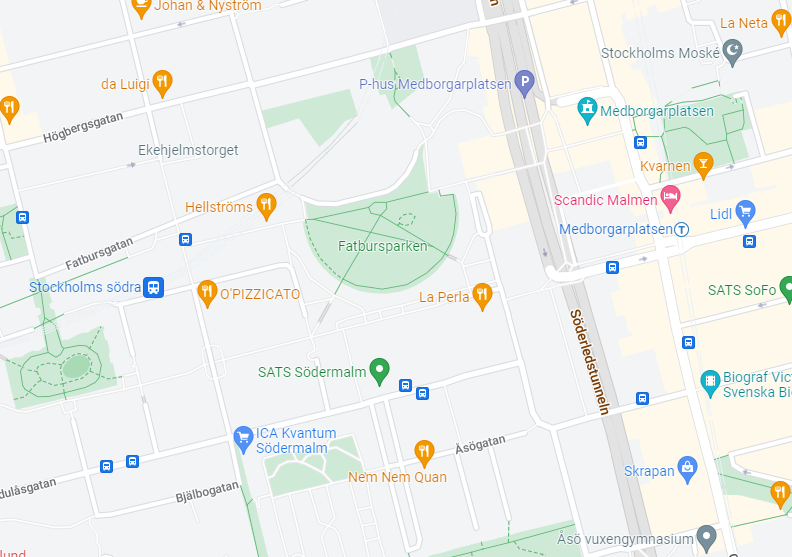 Johan & Nyström
La Neta
Stockholms Moské
da Luigi
P-hus Medborgarplatsen
Medborgarplatsen
Högbergsgatan
Ekehjelmstorget
Kvarnen
Scandic Malmen
Hellströms
Lidl
Medborgarplatsen
Fatburgsgatan
Fatbursparken
Stockholms södra
O'PIZZICATO
La Perla
SATS SoFo
Söderledstunneln
SATS Södermalm
Biograf Vic
Svenska Bi
ICA Kvantum
Södermalm
Åsögatan
Skrapan
Nem Nem Quan
dulåsgatan
Bjälbogatan
Åsö vuxengymnasium
lund